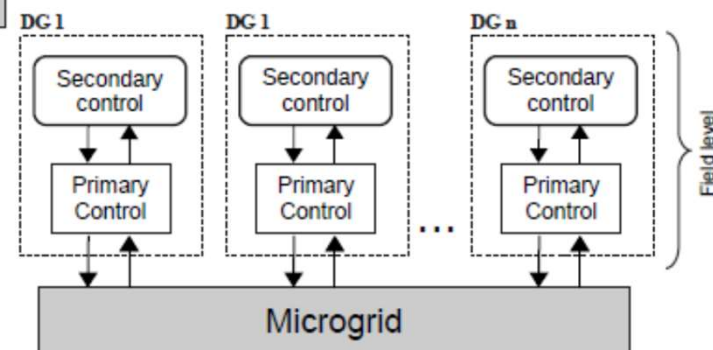 DG 1
DG 1
DG n
Secondary
control
Secondary
control
Secondary
control
Primary
Control
Primary
Control
Primary
Control
...
Field level
Microgrid